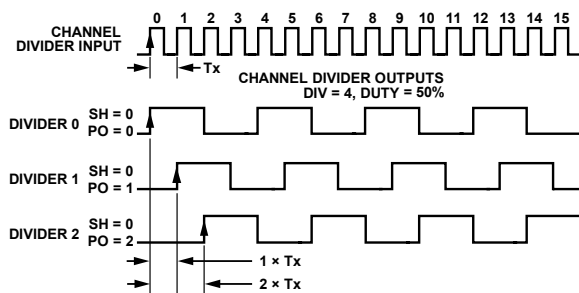 0 1 2 3 4 5 6 7 8 9 10 11 12 13 14 15
CHANNEL
DIVIDER INPUT
Tx
CHANNEL DIVIDER OUTPUTS
DIV = 4, DUTY = 50%
DIVIDER 0
SH = 0
PO = 0
DIVIDER 1
SH = 0
PO = 1
DIVIDER 2
SH = 0
PO = 2
1 × Tx
2 × Tx